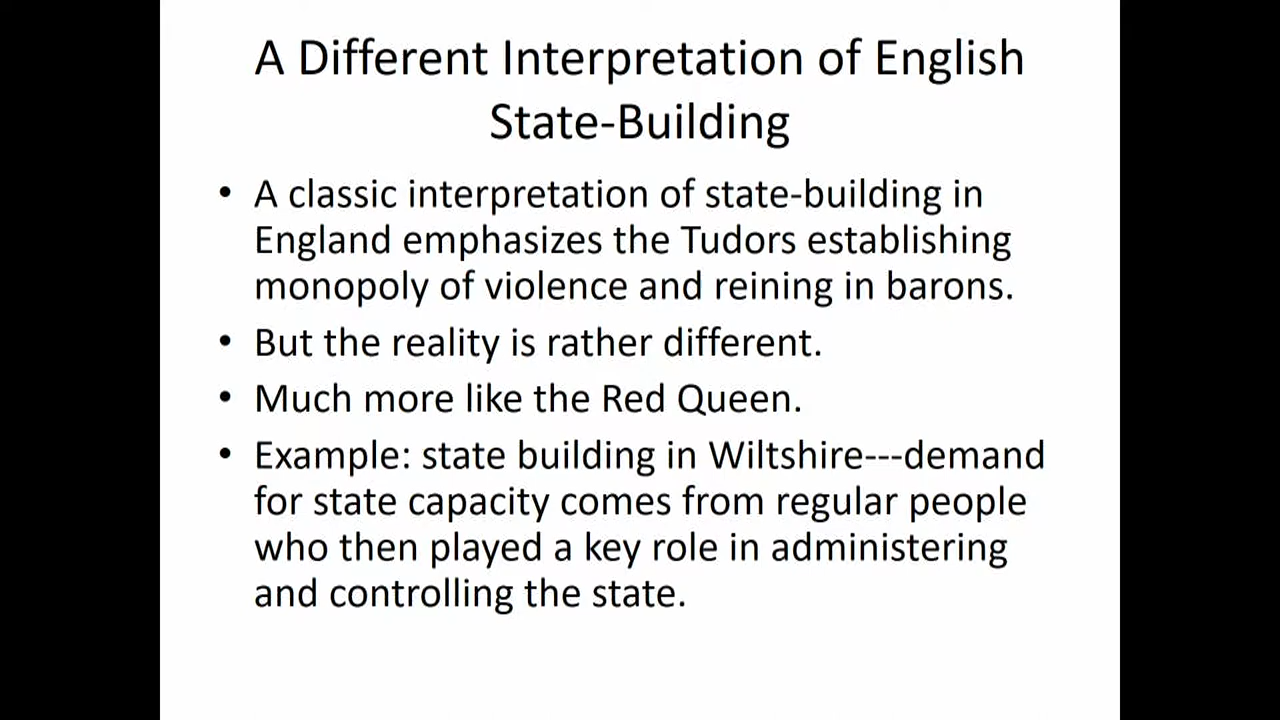 A Different Interpretation of English
State-Building
• A classic interpretation of state-building in
England emphasizes the Tudors establishing
monopoly of violence and reining in barons.
• But the reality is rather different.
• Much more like the Red Queen.
• Example: state building in Wiltshire---demand
for state capacity comes from regular people
who then played a key role in administering
and controlling the state.